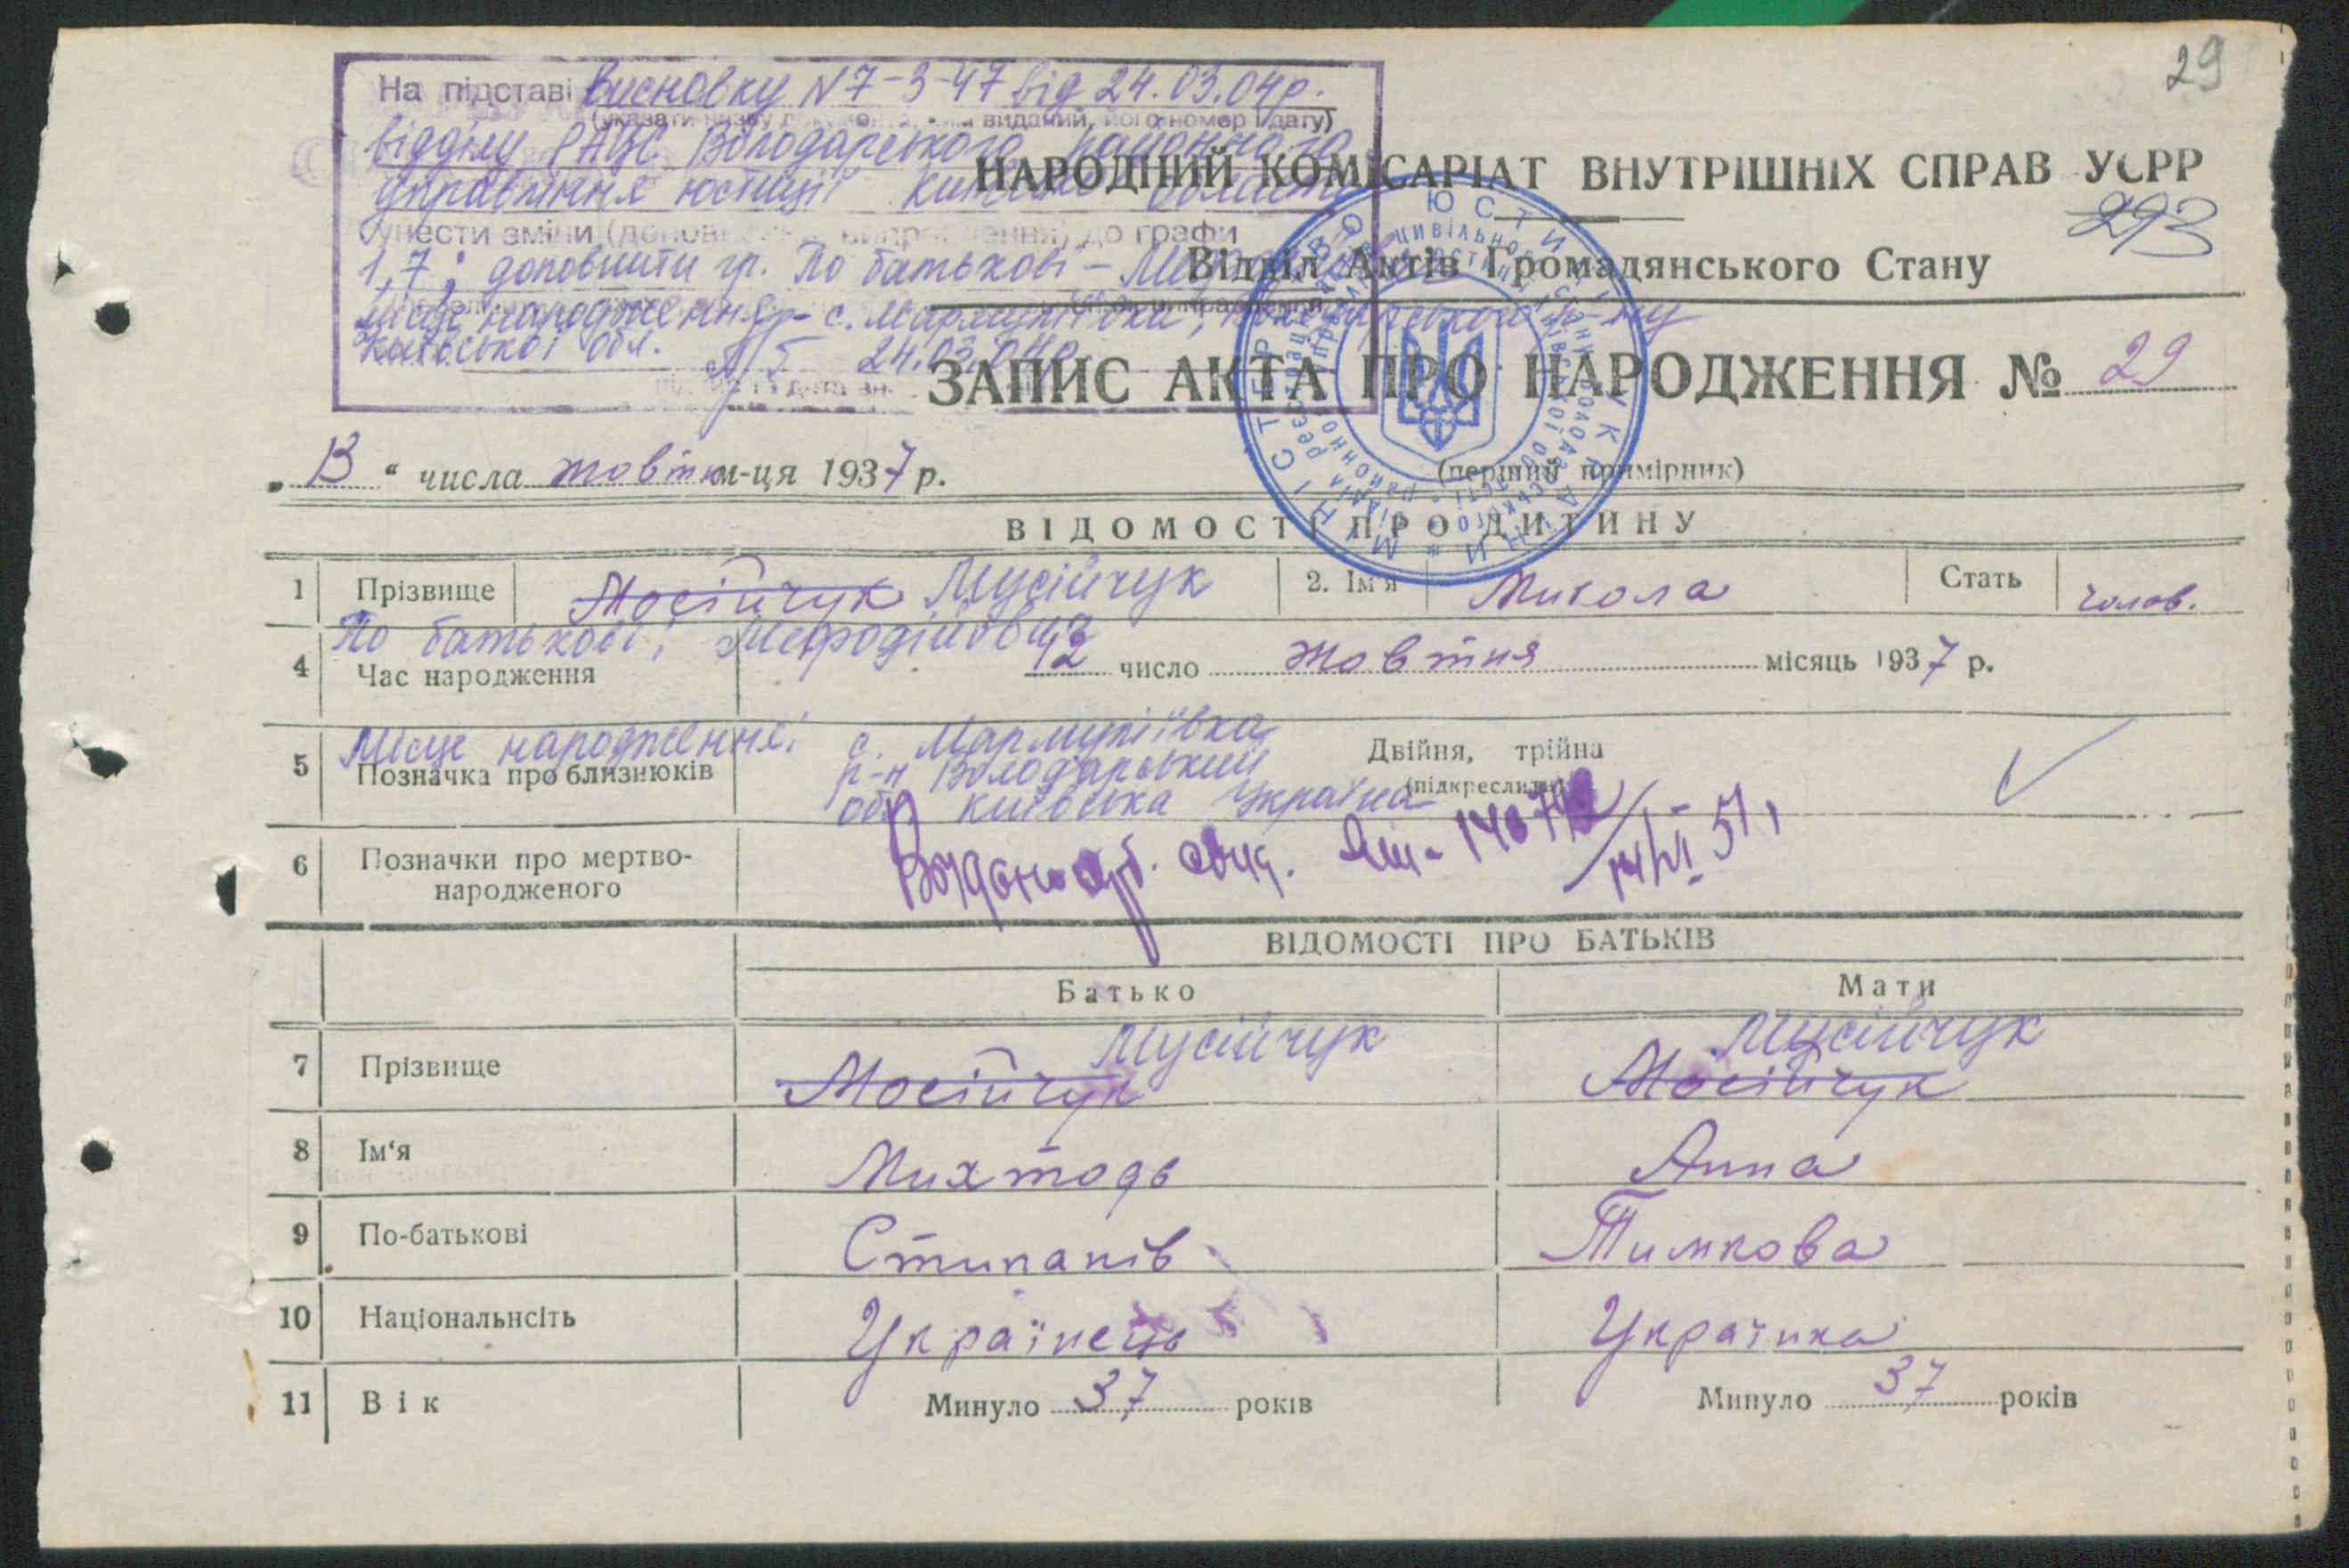 29
На підставі Висновку № 7-3-47 від 24.03.04р.
(указати назву документа, ким виданий, його номер і дату)
відділу РАЦС Володарського районного
управління юстиції Київської області
унести зміни (доповнення, виправлення) до графи
1,7; доповнити гр. По батькові –
місце народження – с. Мармуліївка, Володарського р-ну
Київської обл. 24.03.04р.
НАРОДНИЙ КОМІСАРІАТ ВНУТРІШНІХ СПРАВ УСРР
293
Відділ Актів Громадянського Стану
ЗАПИС АКТА ПРО НАРОДЖЕННЯ № 29
„13“ числа жовтня м-ця 1937 р.
(перший примірник)
МІНІСТЕРСТВО ЮСТИЦІЇ УКРАЇНИ
ВІДОМОСТІ ПРО ДИТИНУ
1 Прізвище Мосійчук Мусійчук 2. Ім'я Микола Стать чолов.
По батькові: Мефодійович
4 Час народження 12 число жовтня місяць 1937 р.
Місце народження: с. Мармуліївка
р-н Володарський
обл. Київська Україна
5 Позначка про близнюків Двійня, трійна
(підкреслити)
6 Позначки про мертво-
народженого
ВІДОМОСТІ ПРО БАТЬКІВ
Батько Мати
Мусійчук Мусійчук
7 Прізвище Мосійчук Мосійчук
8 Ім‘я Михтодь Анна
9 По-батькові Стипанів Тимкова
10 Національнсіть Українець Українка
11 Вік Минуло 37 років Минуло 37 років